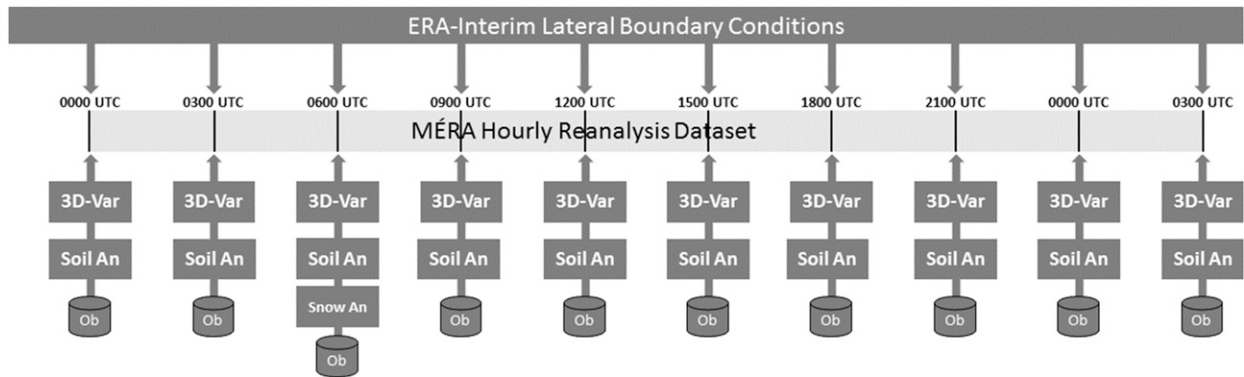 ERA-Interim Lateral Boundary Conditions
0000 UTC 0300 UTC 0600 UTC 0900 UTC 1200 UTC 1500 UTC 1800 UTC 2100 UTC 0000 UTC 0300 UTC
MÉRA Hourly Reanalysis Dataset
3D-Var 3D-Var 3D-Var 3D-Var 3D-Var 3D-Var 3D-Var 3D-Var 3D-Var 3D-Var
Soil An Soil An Soil An Soil An Soil An Soil An Soil An Soil An Soil An Soil An
Snow An
Ob Ob Ob Ob Ob Ob Ob Ob Ob
Ob